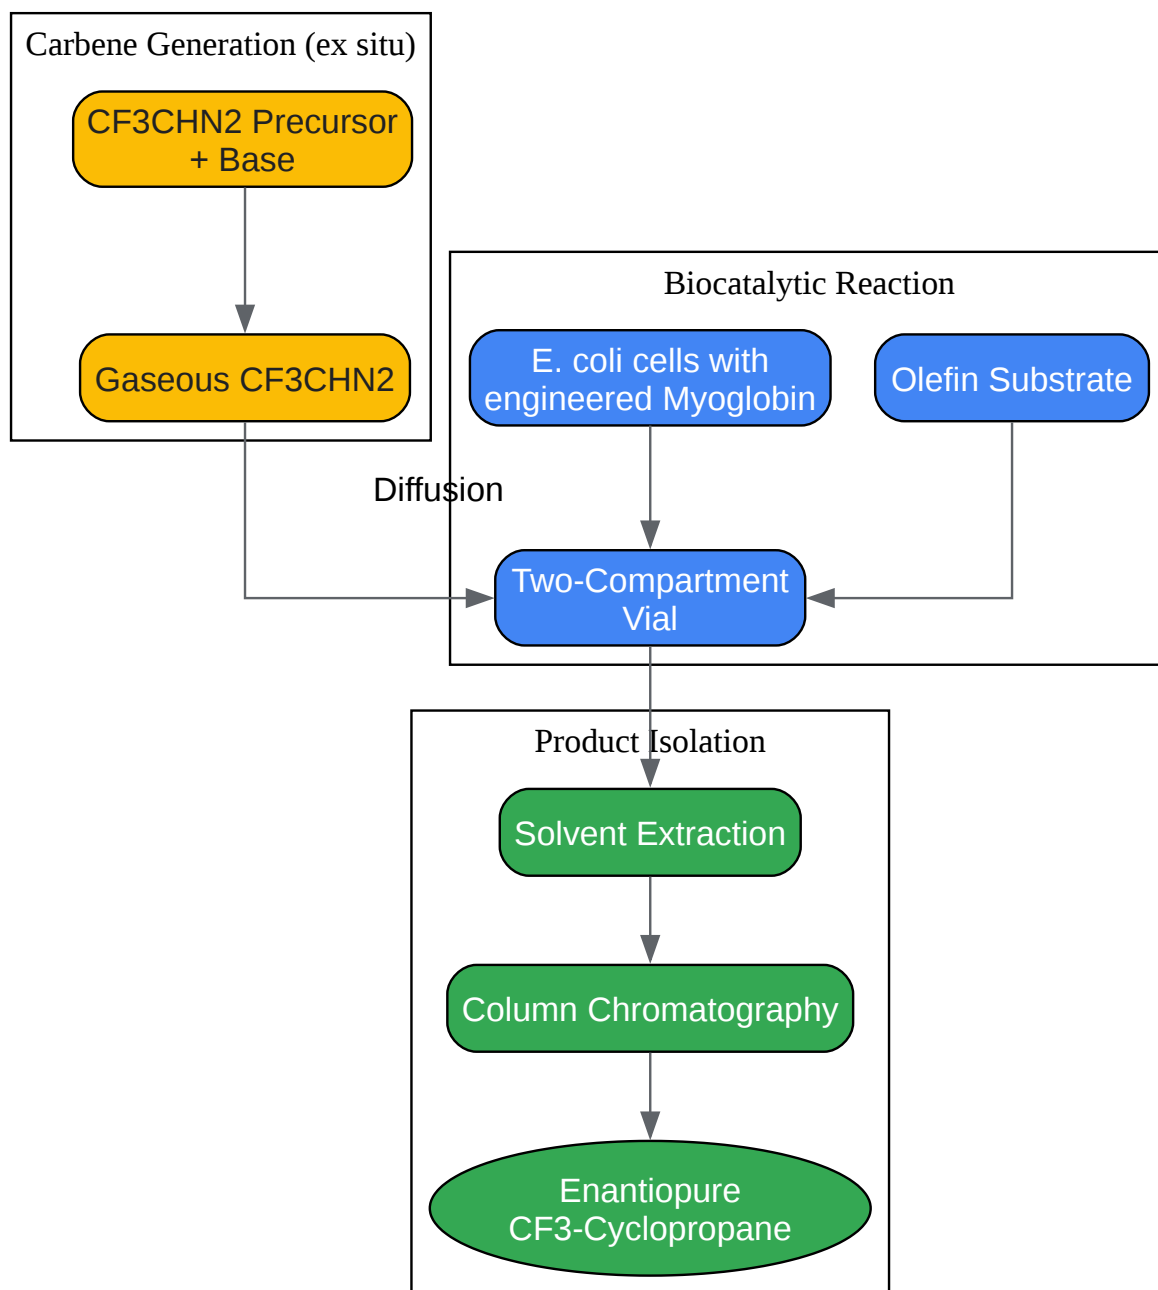 Carbene Generation (ex situ)
CF3CHN2 Precursor
+ Base
Gaseous CF3CHN2
Biocatalytic Reaction
E. coli cells with
engineered Myoglobin
Olefin Substrate
Diffusion
Two-Compartment
Vial
Product Isolation
Solvent Extraction
Column Chromatography
Enantiopure
CF3-Cyclopropane